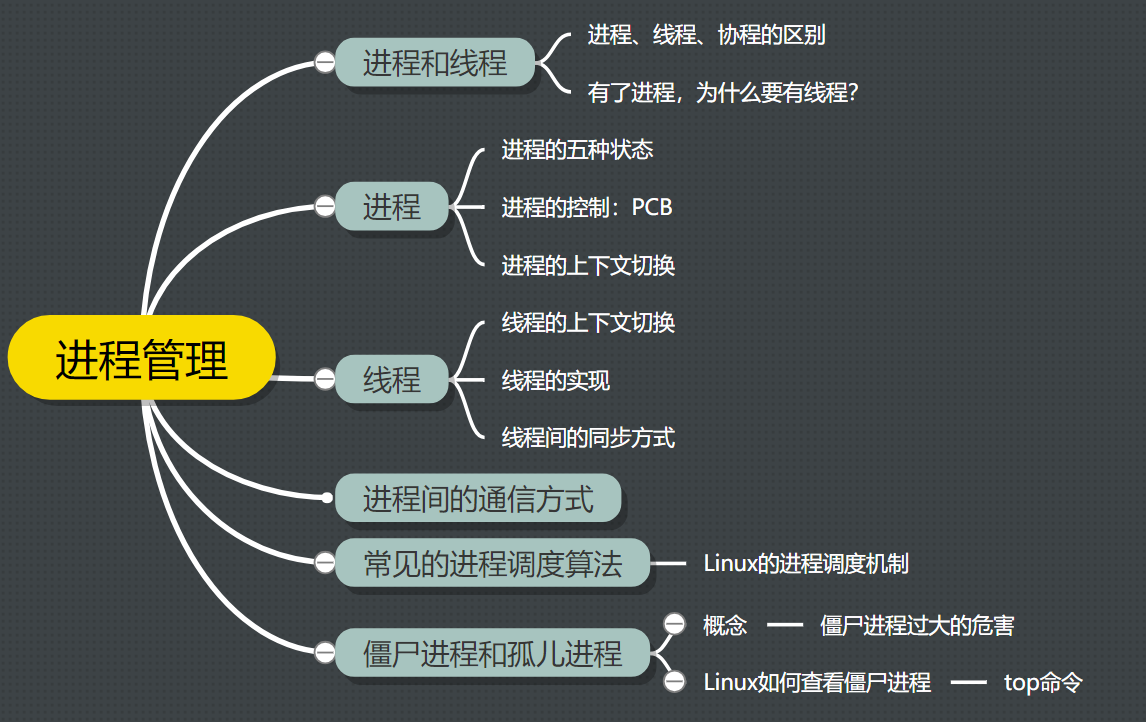 进程管理
进程和线程
进程、线程、协程的区别
有了进程，为什么要有线程？
进程
进程的五种状态
进程的控制：PCB
进程的上下文切换
线程
线程的上下文切换
线程的实现
线程间的同步方式
进程间的通信方式
常见的进程调度算法
Linux的进程调度机制
僵尸进程和孤儿进程
概念
僵尸进程过大的危害
Linux如何查看僵尸进程
top命令